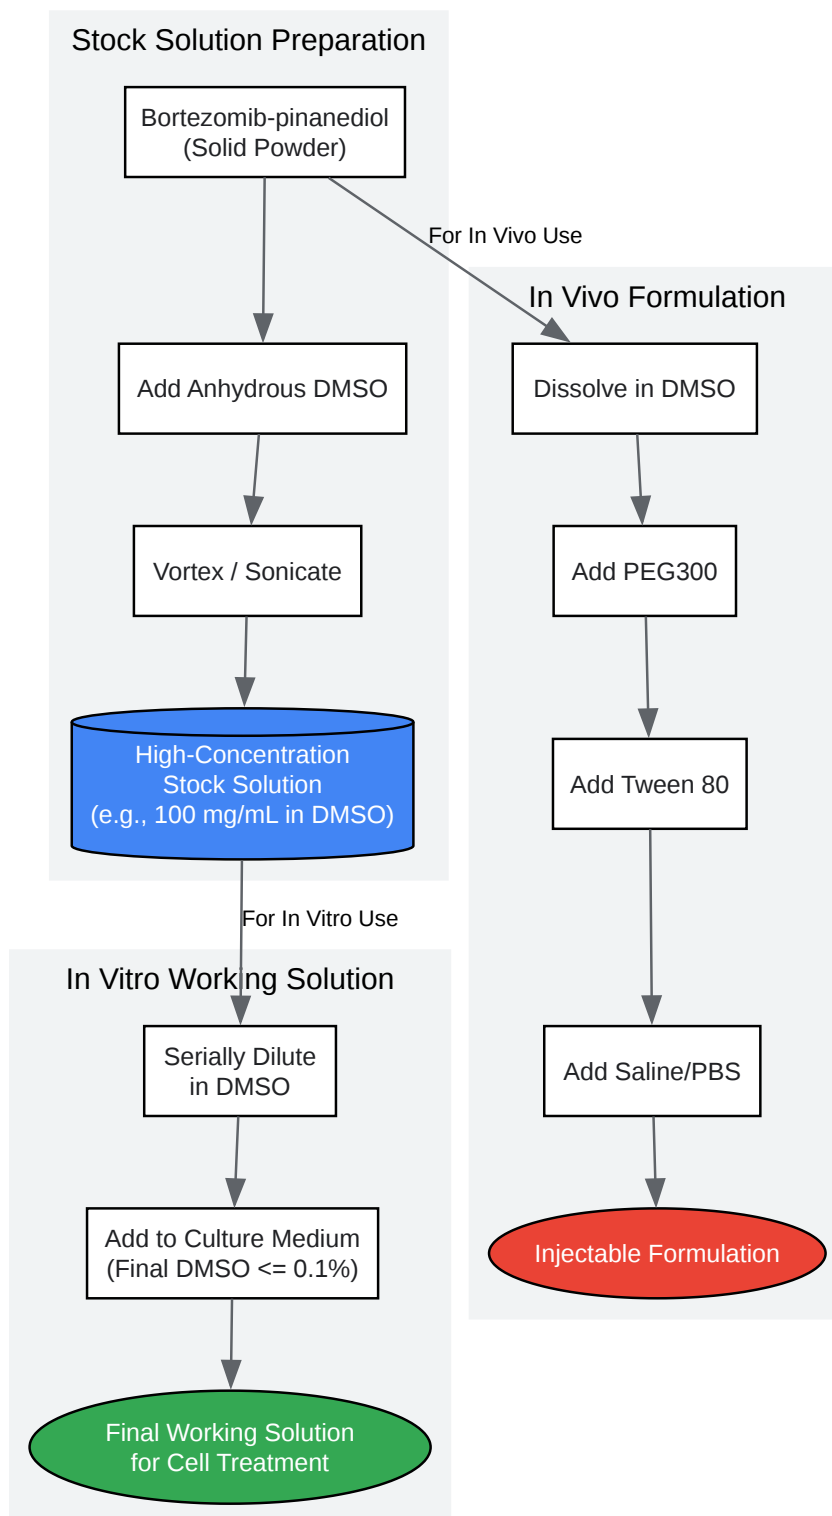 Stock Solution Preparation
Bortezomib-pinanediol
(Solid Powder)
For In Vivo Use
In Vivo Formulation
Add Anhydrous DMSO
Dissolve in DMSO
Vortex / Sonicate
Add PEG300
High-Concentration
Stock Solution
(e.g., 100 mg/mL in DMSO)
Add Tween 80
For In Vitro Use
In Vitro Working Solution
Serially Dilute
in DMSO
Add Saline/PBS
Add to Culture Medium
(Final DMSO <= 0.1%)
Injectable Formulation
Final Working Solution
for Cell Treatment